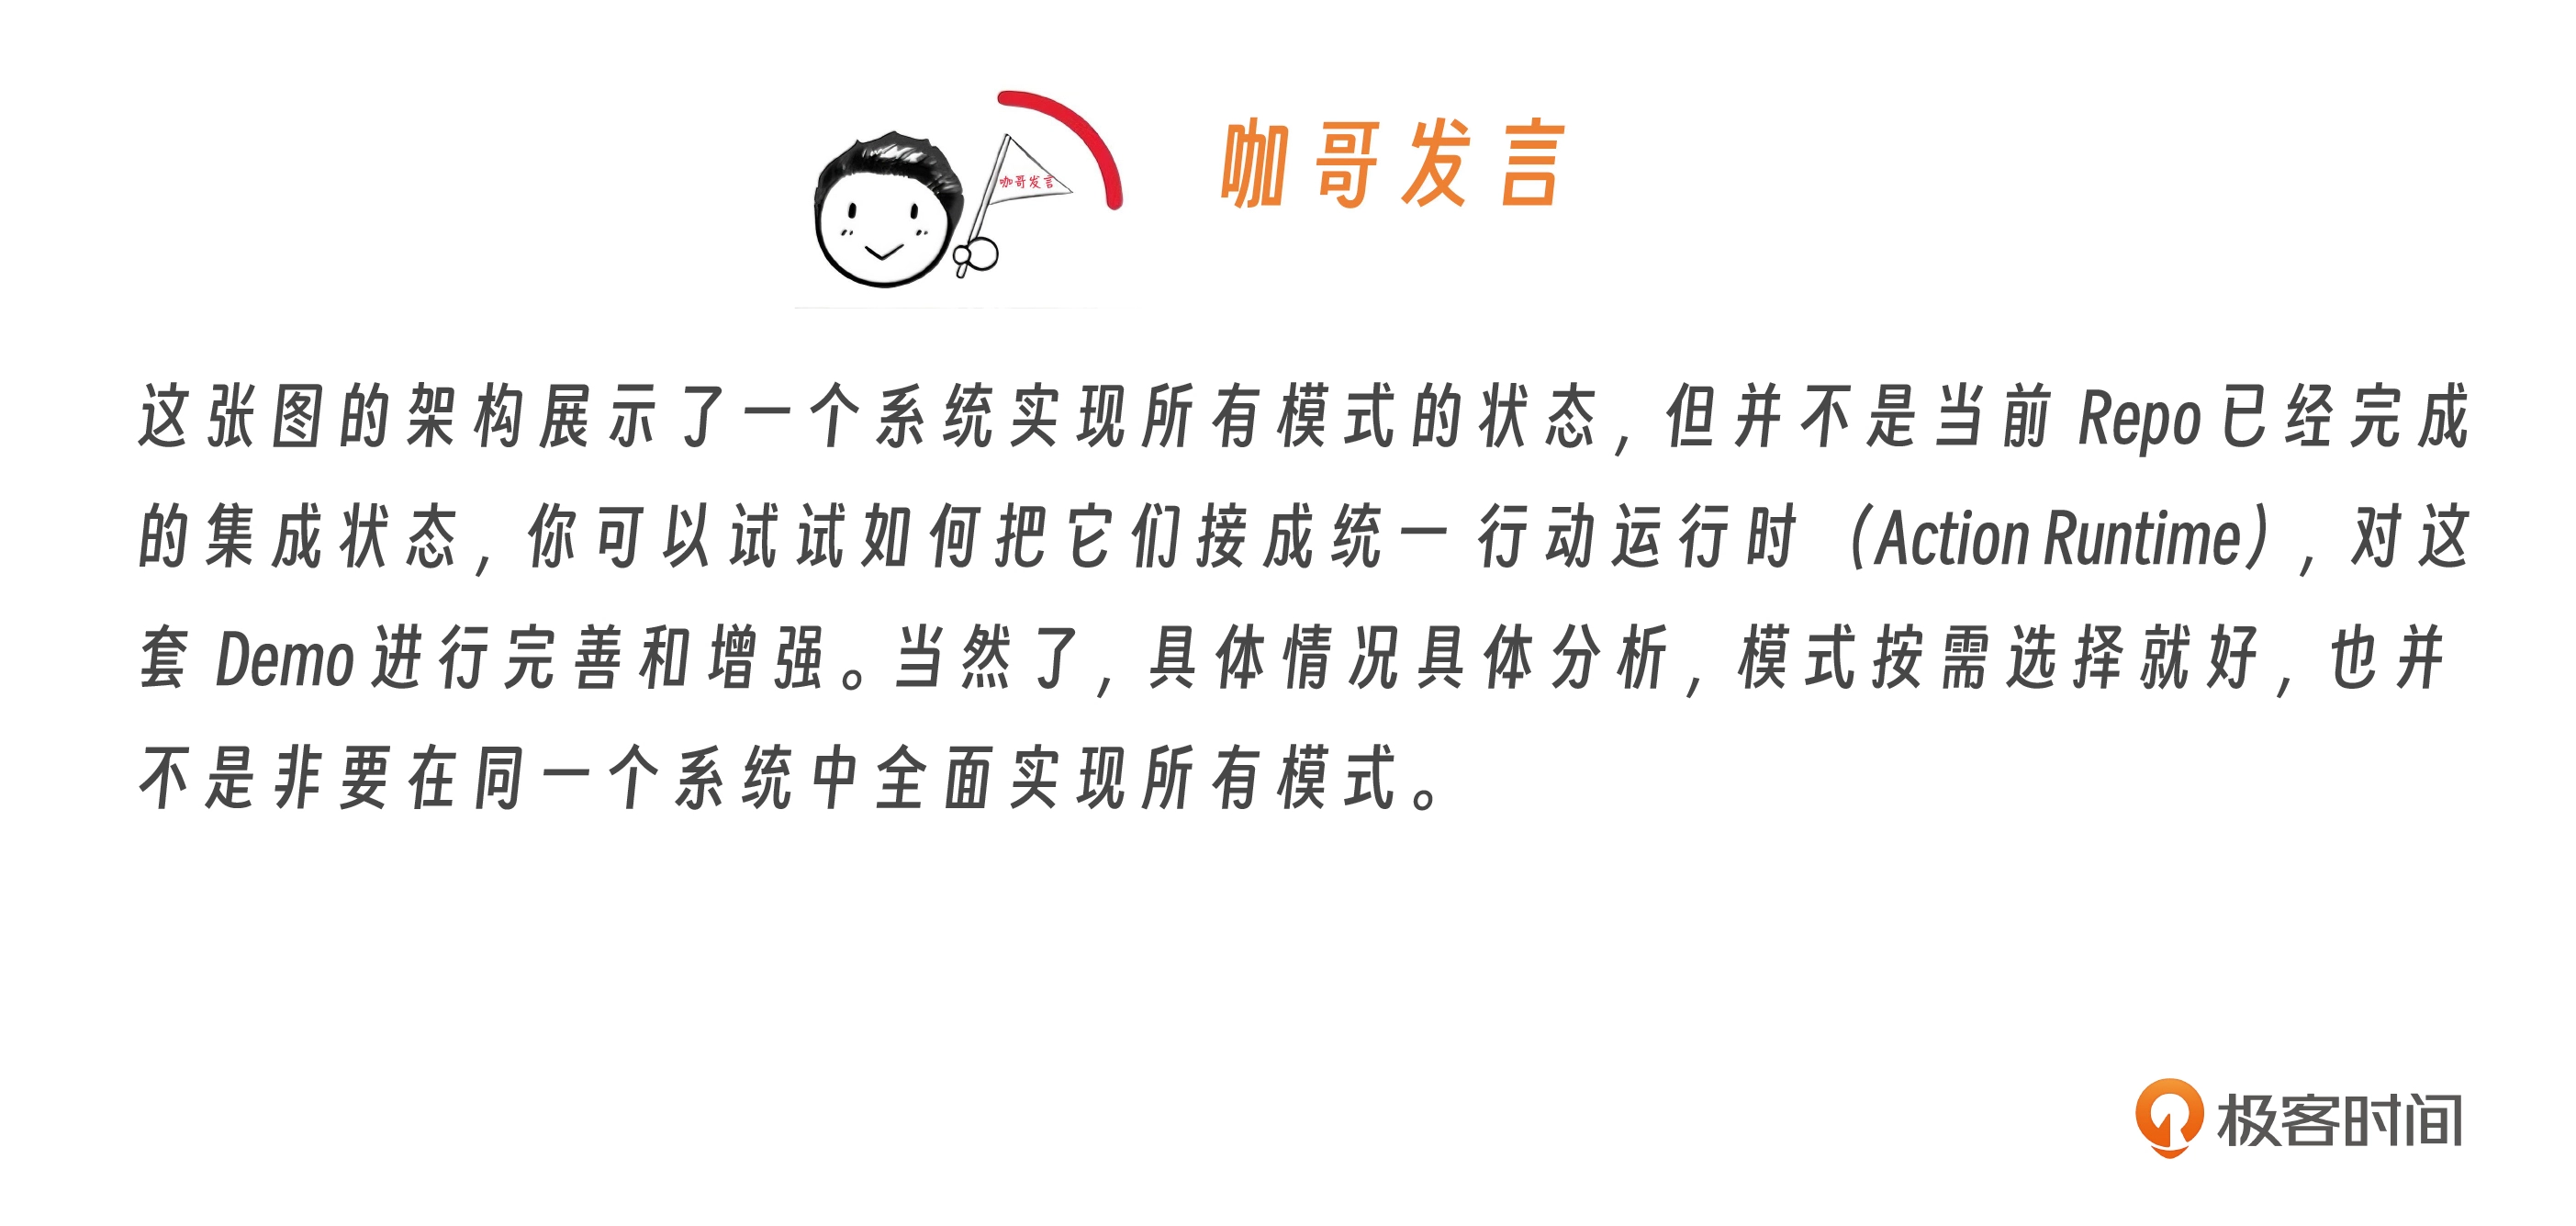 咖哥发言
咖哥发言
这张图的架构展示了一个系统实现所有模式的状态，但并不是当前 Repo 已经完成
的集成状态，你可以试试如何把它们接成统一 行动运行时（Action Runtime），对这
套 Demo 进行完善和增强。当然了，具体情况具体分析，模式按需选择就好，也并
不是非要在同一个系统中全面实现所有模式。
极客时间